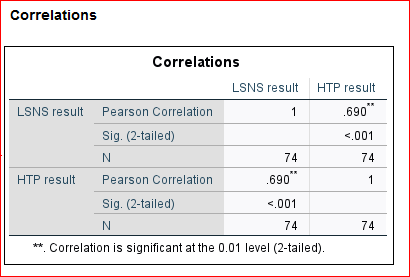 Correlations
Correlations
LSNS result HTP result
LSNS result Pearson Correlation 1 .690**
Sig. (2-tailed) <.001
N 74 74
HTP result Pearson Correlation .690** 1
Sig. (2-tailed) <.001
N 74 74
**. Correlation is significant at the 0.01 level (2-tailed).